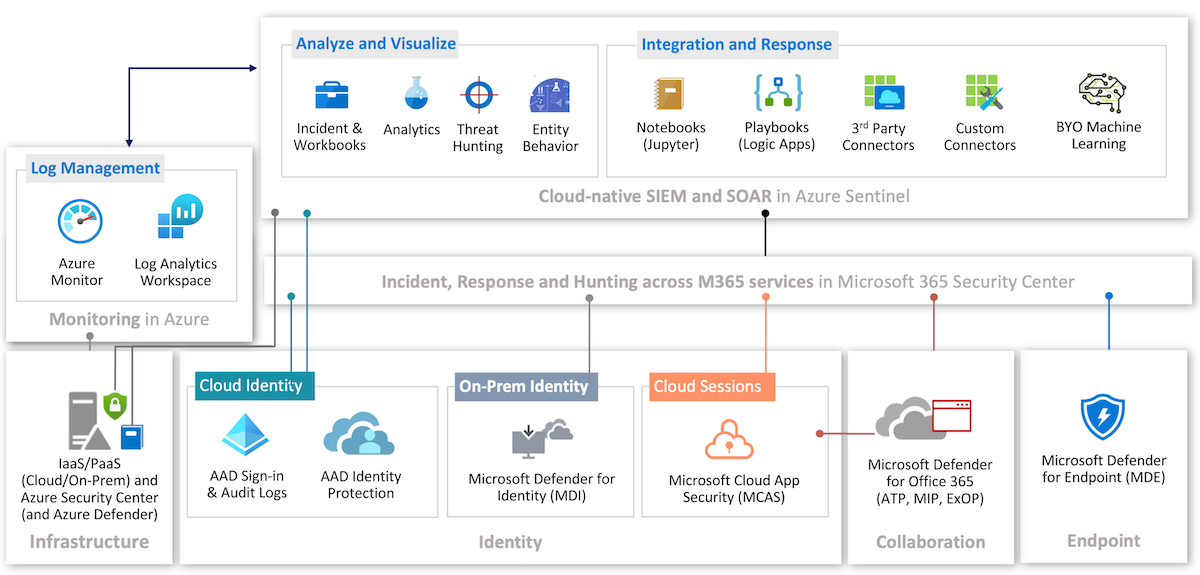 Analyze and Visualize
Incident &
Workbooks
Analytics
Threat
Hunting
Entity
Behavior
Integration and Response
Notebooks
(Jupyter)
Playbooks
(Logic Apps)
3rd Party
Connectors
Custom
Connectors
BYO Machine
Learning
Cloud-native SIEM and SOAR in Azure Sentinel
Log Management
Azure
Monitor
Log Analytics
Workspace
Monitoring in Azure
Incident, Response and Hunting across M365 services in Microsoft 365 Security Center
IaaS/PaaS
(Cloud/On-Prem) and
Azure Security Center
(and Azure Defender)
Infrastructure
Cloud Identity
AAD Sign-in
& Audit Logs
AAD Identity
Protection
On-Prem Identity
Microsoft Defender for
Identity (MDI)
Cloud Sessions
Microsoft Cloud App
Security (MCAS)
Identity
Microsoft Defender
for Office 365
(ATP, MIP, ExOP)
Collaboration
Microsoft Defender
for Endpoint (MDE)
Endpoint